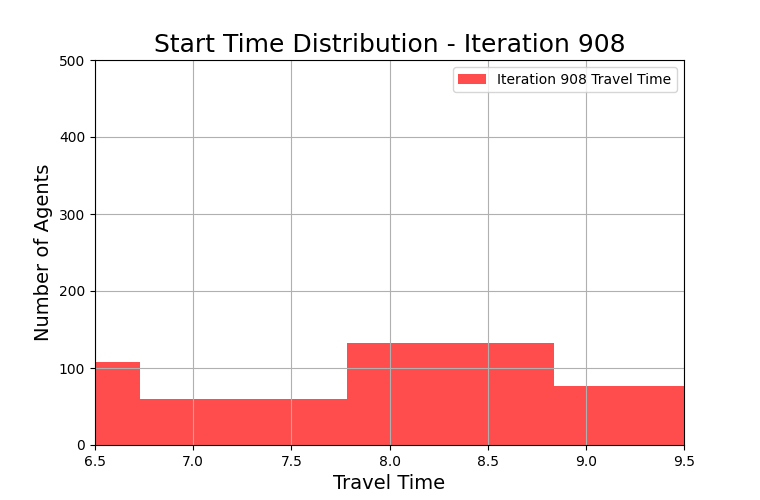 Start Time Distribution - Iteration 908
Iteration 908 Travel Time
Number of Agents
500
400
300
200
100
0
6.5 7.0 7.5 8.0 8.5 9.0 9.5
Travel Time